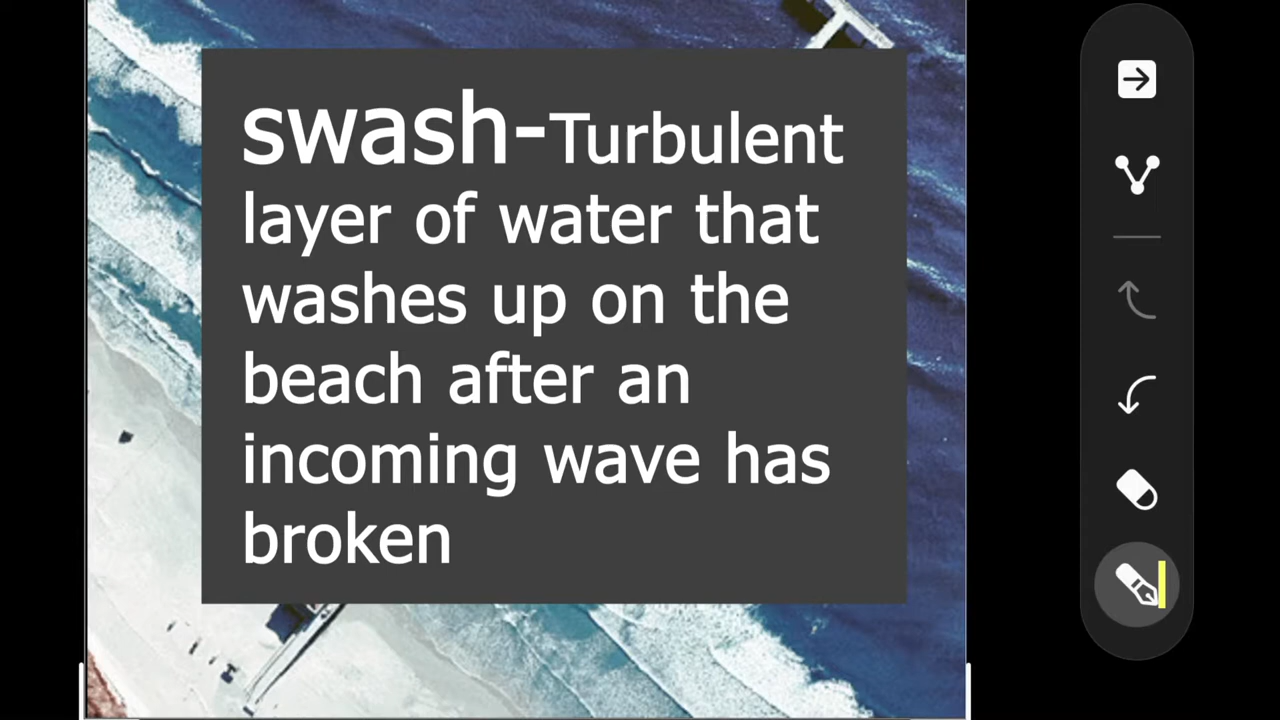 swash-Turbulent
layer of water that
washes up on the
beach after an
incoming wave has
broken